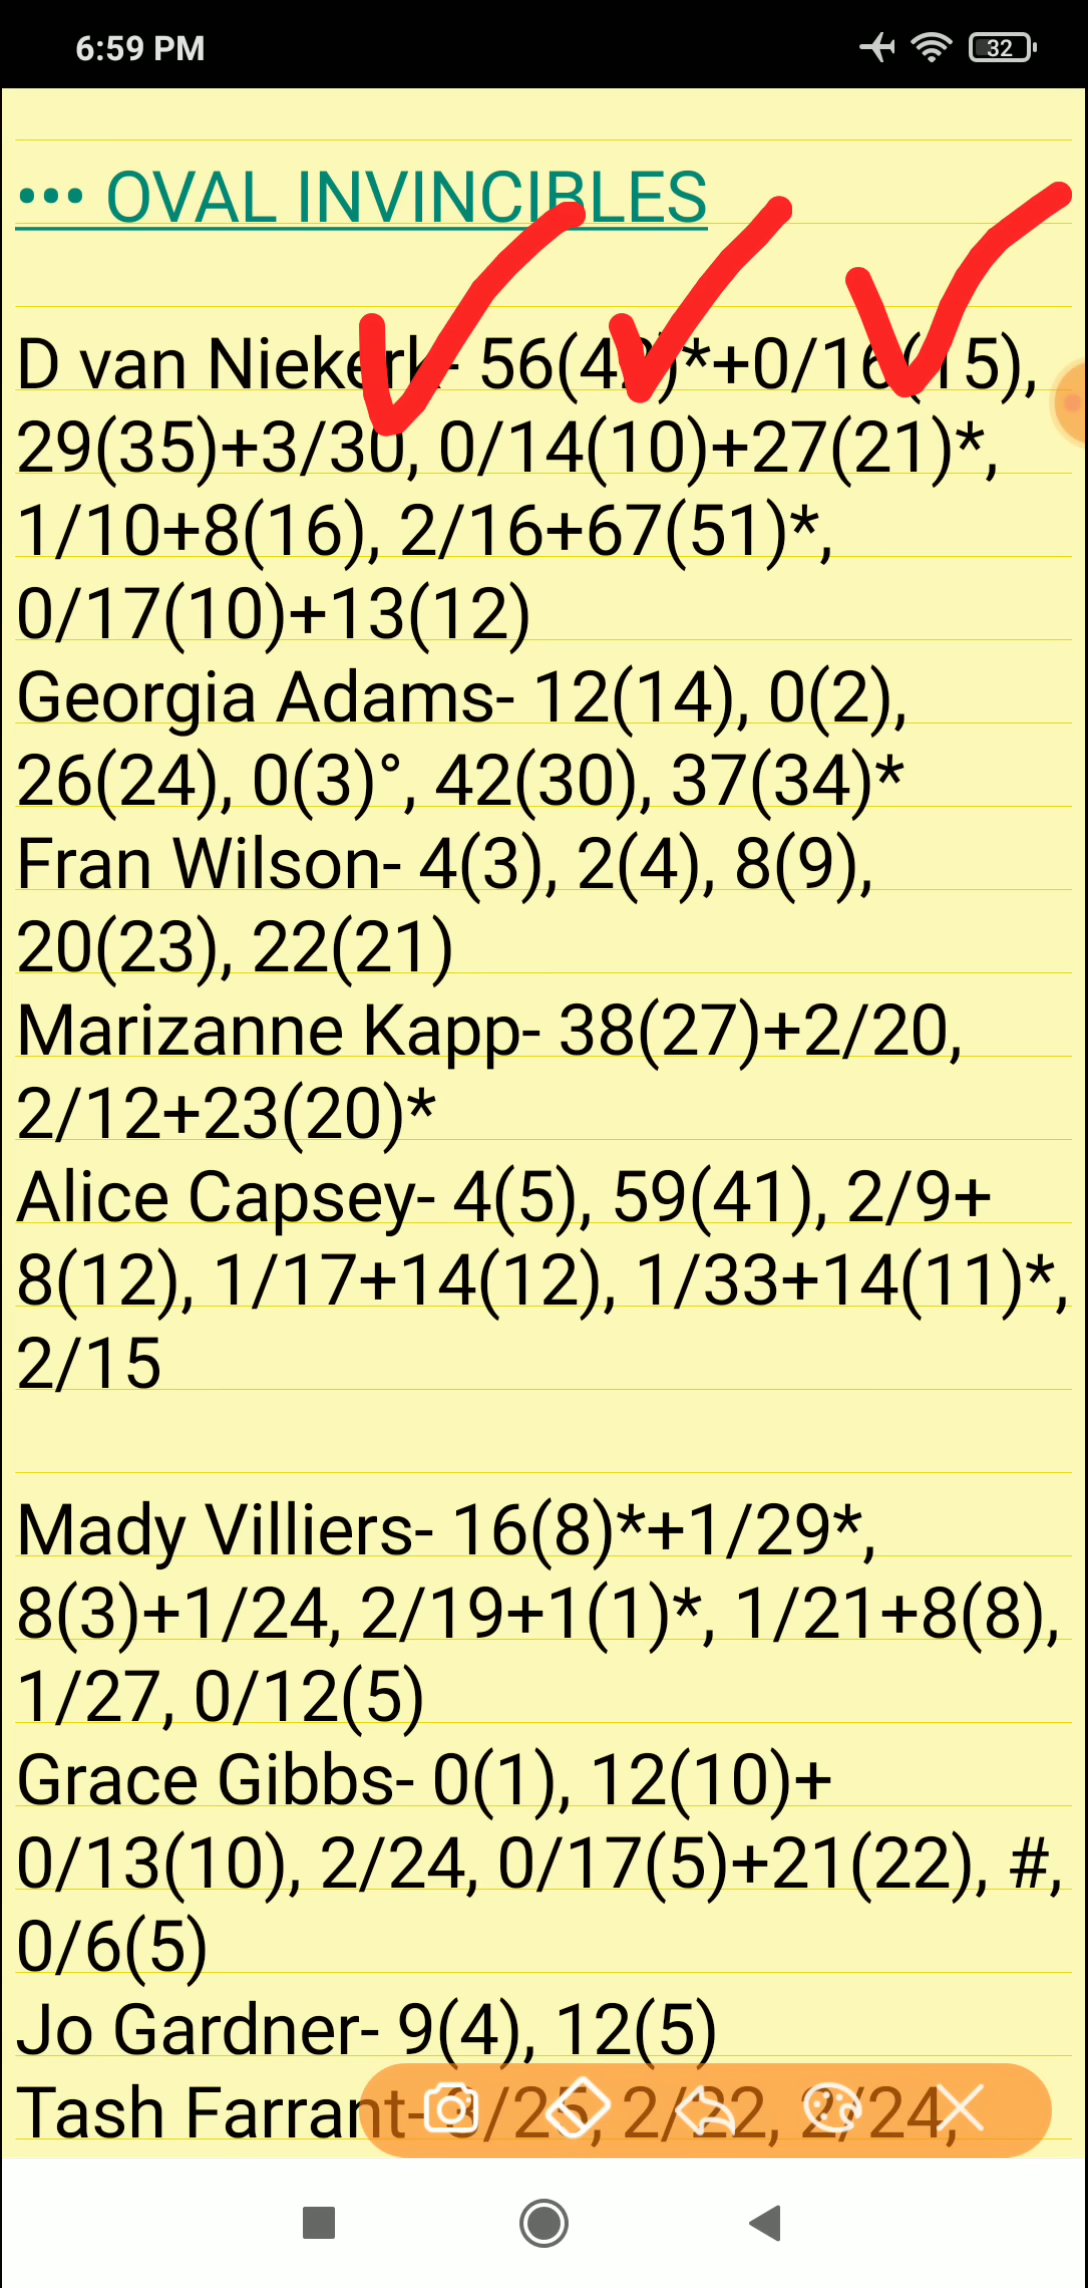 6:59 PM
32
••• OVAL INVINCIBLES
D van Niekerk- 56(42)*+0/16(15),
29(35)+3/30, 0/14(10)+27(21)*,
1/10+8(16), 2/16+67(51)*,
0/17(10)+13(12)
Georgia Adams- 12(14), 0(2),
26(24), 0(3)°, 42(30), 37(34)*
Fran Wilson- 4(3), 2(4), 8(9),
20(23), 22(21)
Marizanne Kapp- 38(27)+2/20,
2/12+23(20)*
Alice Capsey- 4(5), 59(41), 2/9+
8(12), 1/17+14(12), 1/33+14(11)*,
2/15
Mady Villiers- 16(8)*+1/29*,
8(3)+1/24, 2/19+1(1)*, 1/21+8(8),
1/27, 0/12(5)
Grace Gibbs- 0(1), 12(10)+
0/13(10), 2/24, 0/17(5)+21(22), #,
0/6(5)
Jo Gardner- 9(4), 12(5)
Tash Farrant- 3/25, 2/22, 2/24,